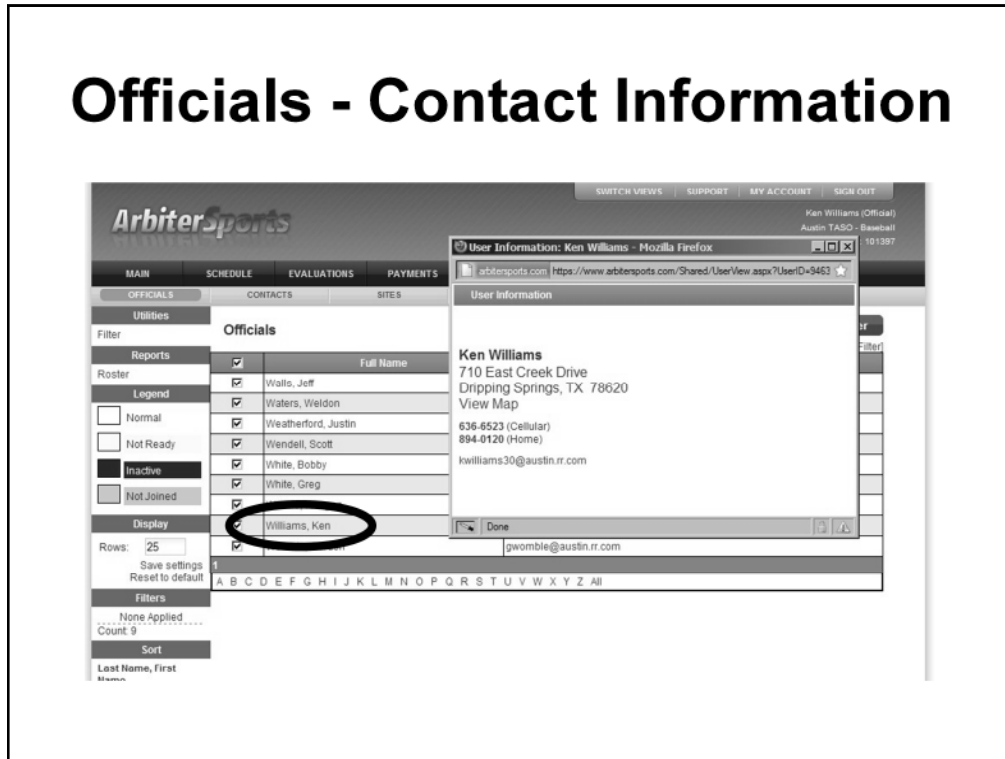 Officials - Contact Information
SWITCH VIEWS SUPPORT MY ACCOUNT SIGN OUT
ArbiterSports
Ken Williams (Official)
Austin TASO - Baseball
101397
MAIN SCHEDULE EVALUATIONS PAYMENTS
OFFICIALS CONTACTS SITES
User Information: Ken Williams - Mozilla Firefox
arbitersports.com https://www.arbitersports.com/Shared/UserView.aspx?UserID=9463
User Information
Ken Williams
710 East Creek Drive
Dripping Springs, TX 78620
View Map
636-6523 (Cellular)
894-0120 (Home)
kwilliams30@austin.rr.com
Done
Utilities
Filter
Reports
Roster
Legend
Normal
Not Ready
Inactive
Not Joined
Display
Rows: 25
Save settings
Reset to default
Filters
None Applied
Count: 9
Sort
Last Name, First
Name
Officials
Filter]
Full Name
Walls, Jeff
Waters, Weldon
Weatherford, Justin
Wendell, Scott
White, Bobby
White, Greg
Williams, Ken
gwomble@austin.rr.com
1
A B C D E F G H I J K L M N O P Q R S T U V W X Y Z All